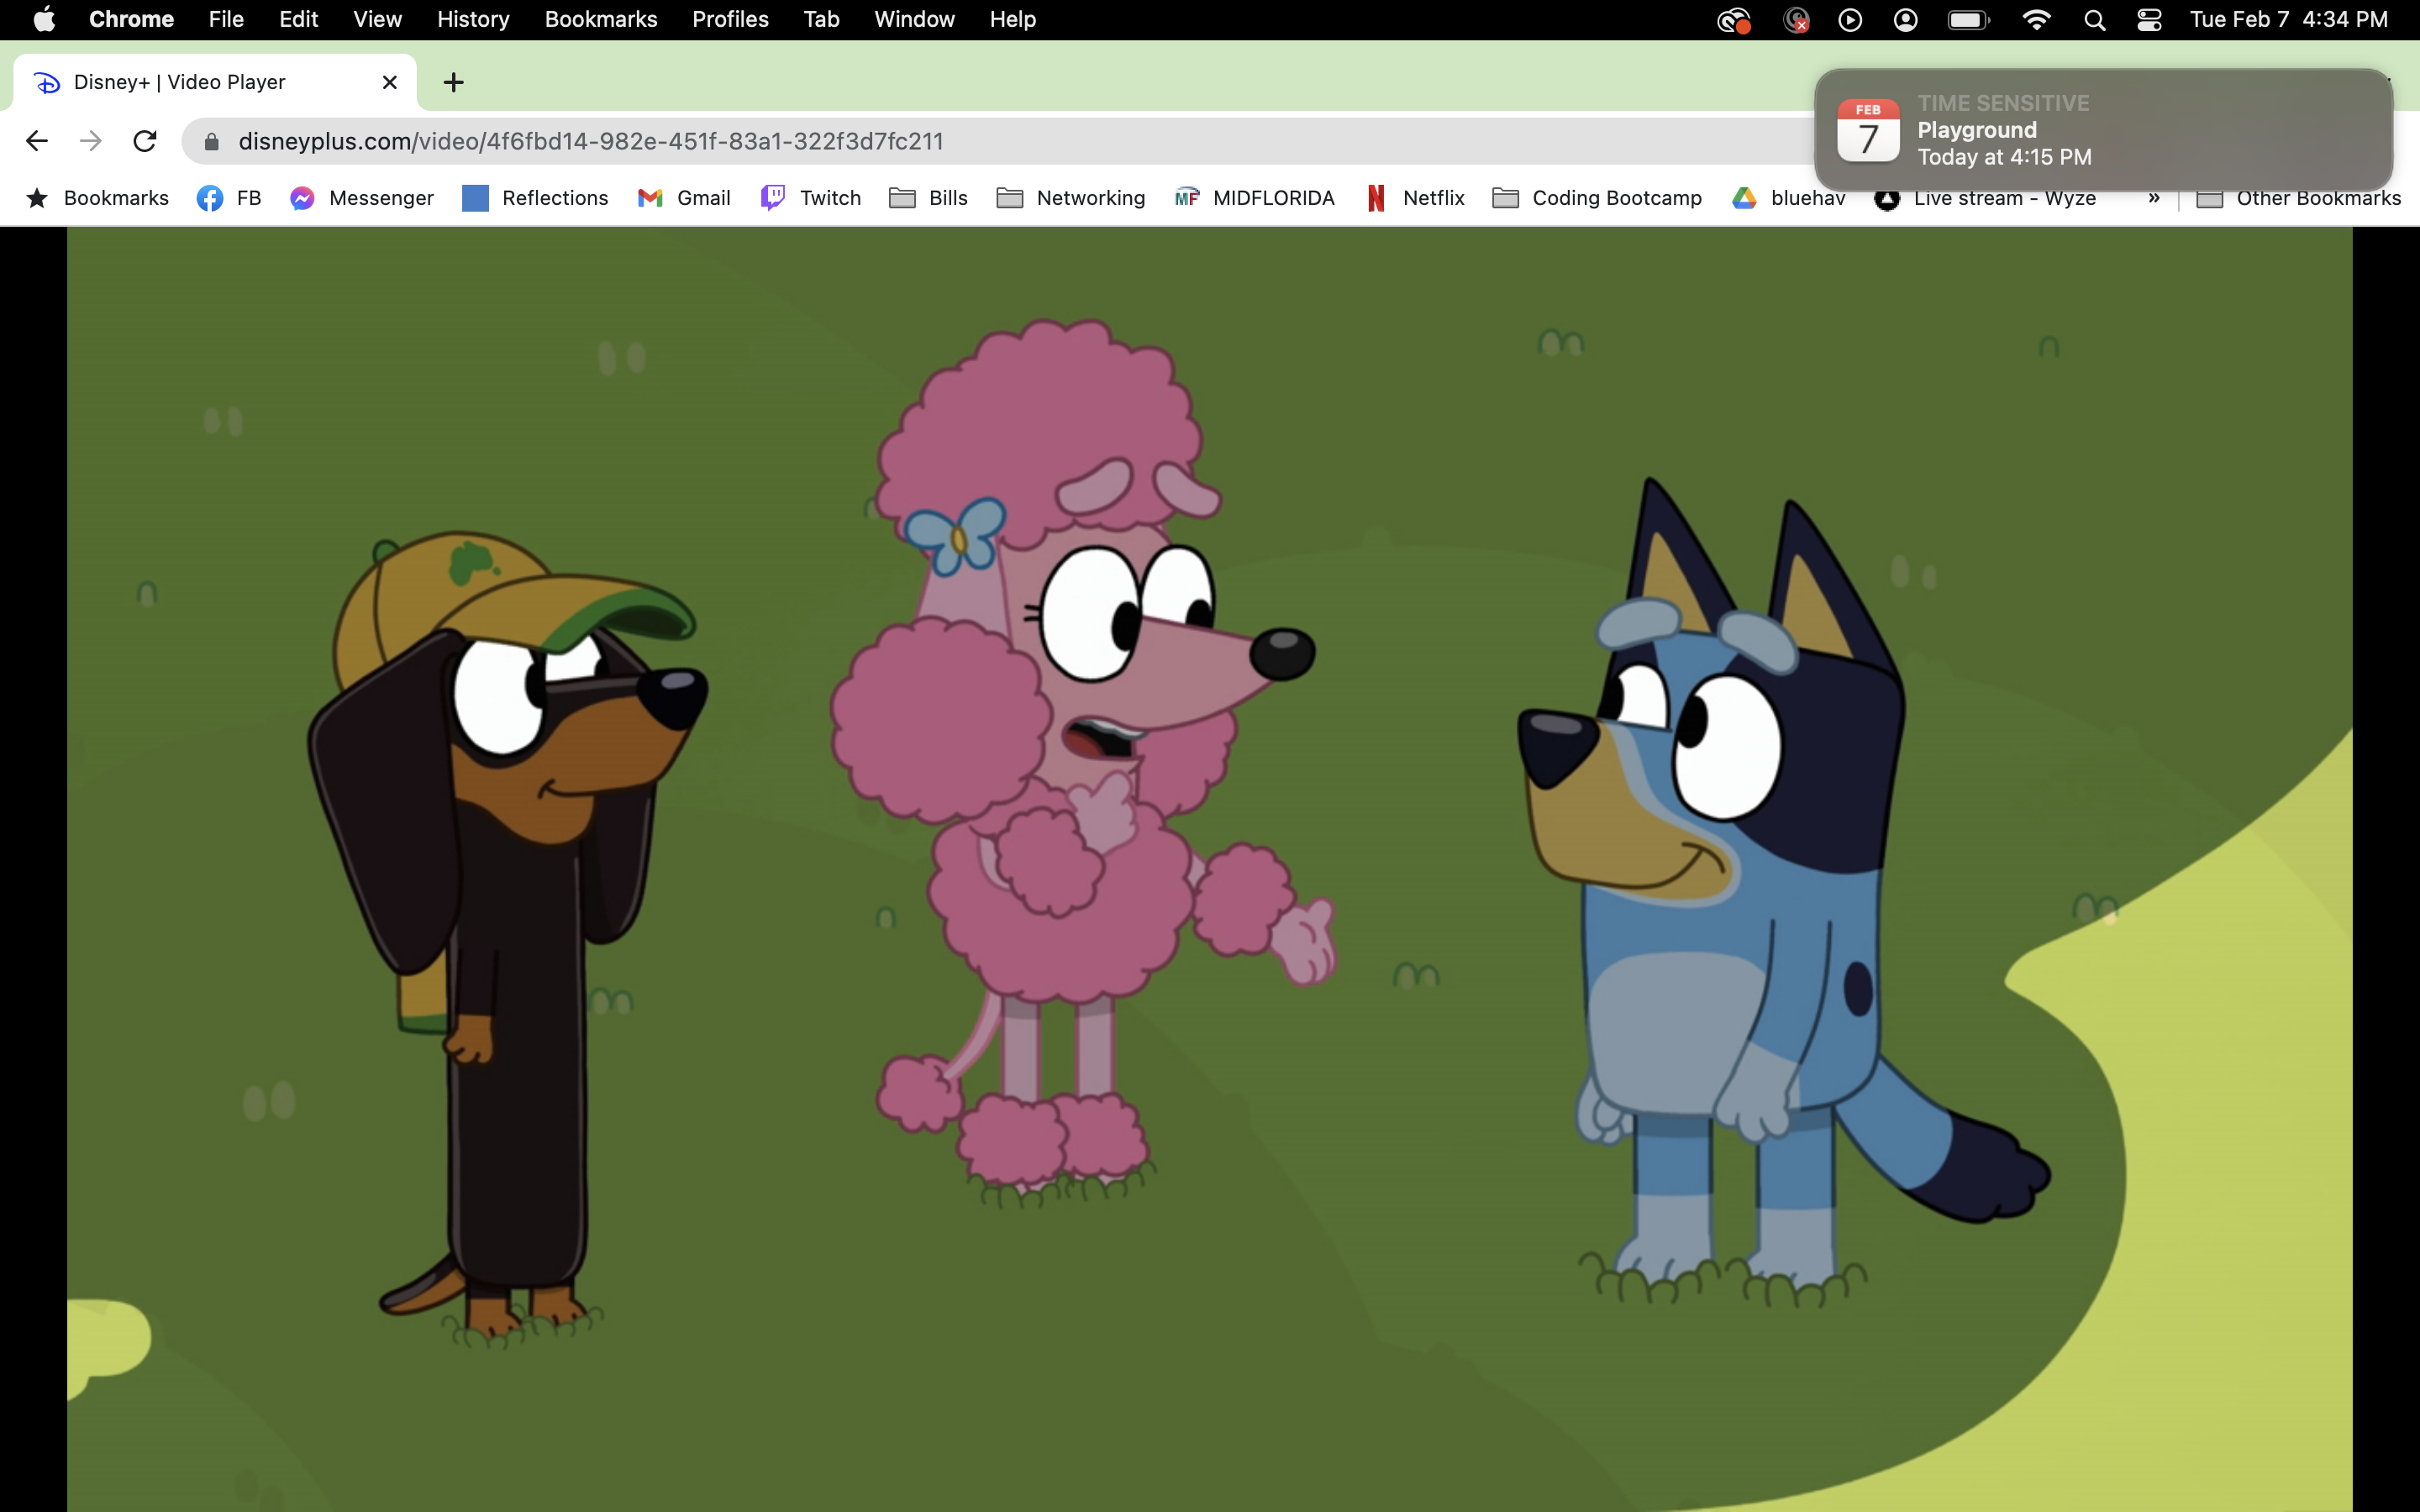 Chrome File Edit View History Bookmarks Profiles Tab Window Help Tue Feb 7 4:34 PM
Disney+ | Video Player
disneyplus.com/video/4f6fbd14-982e-451f-83a1-322f3d7fc211
FEB
7
TIME SENSITIVE
Playground
Today at 4:15 PM
Bookmarks FB Messenger Reflections Gmail Twitch Bills Networking MF MIDFLORIDA Netflix Coding Bootcamp bluehav Live stream - Wyze » Other Bookmarks